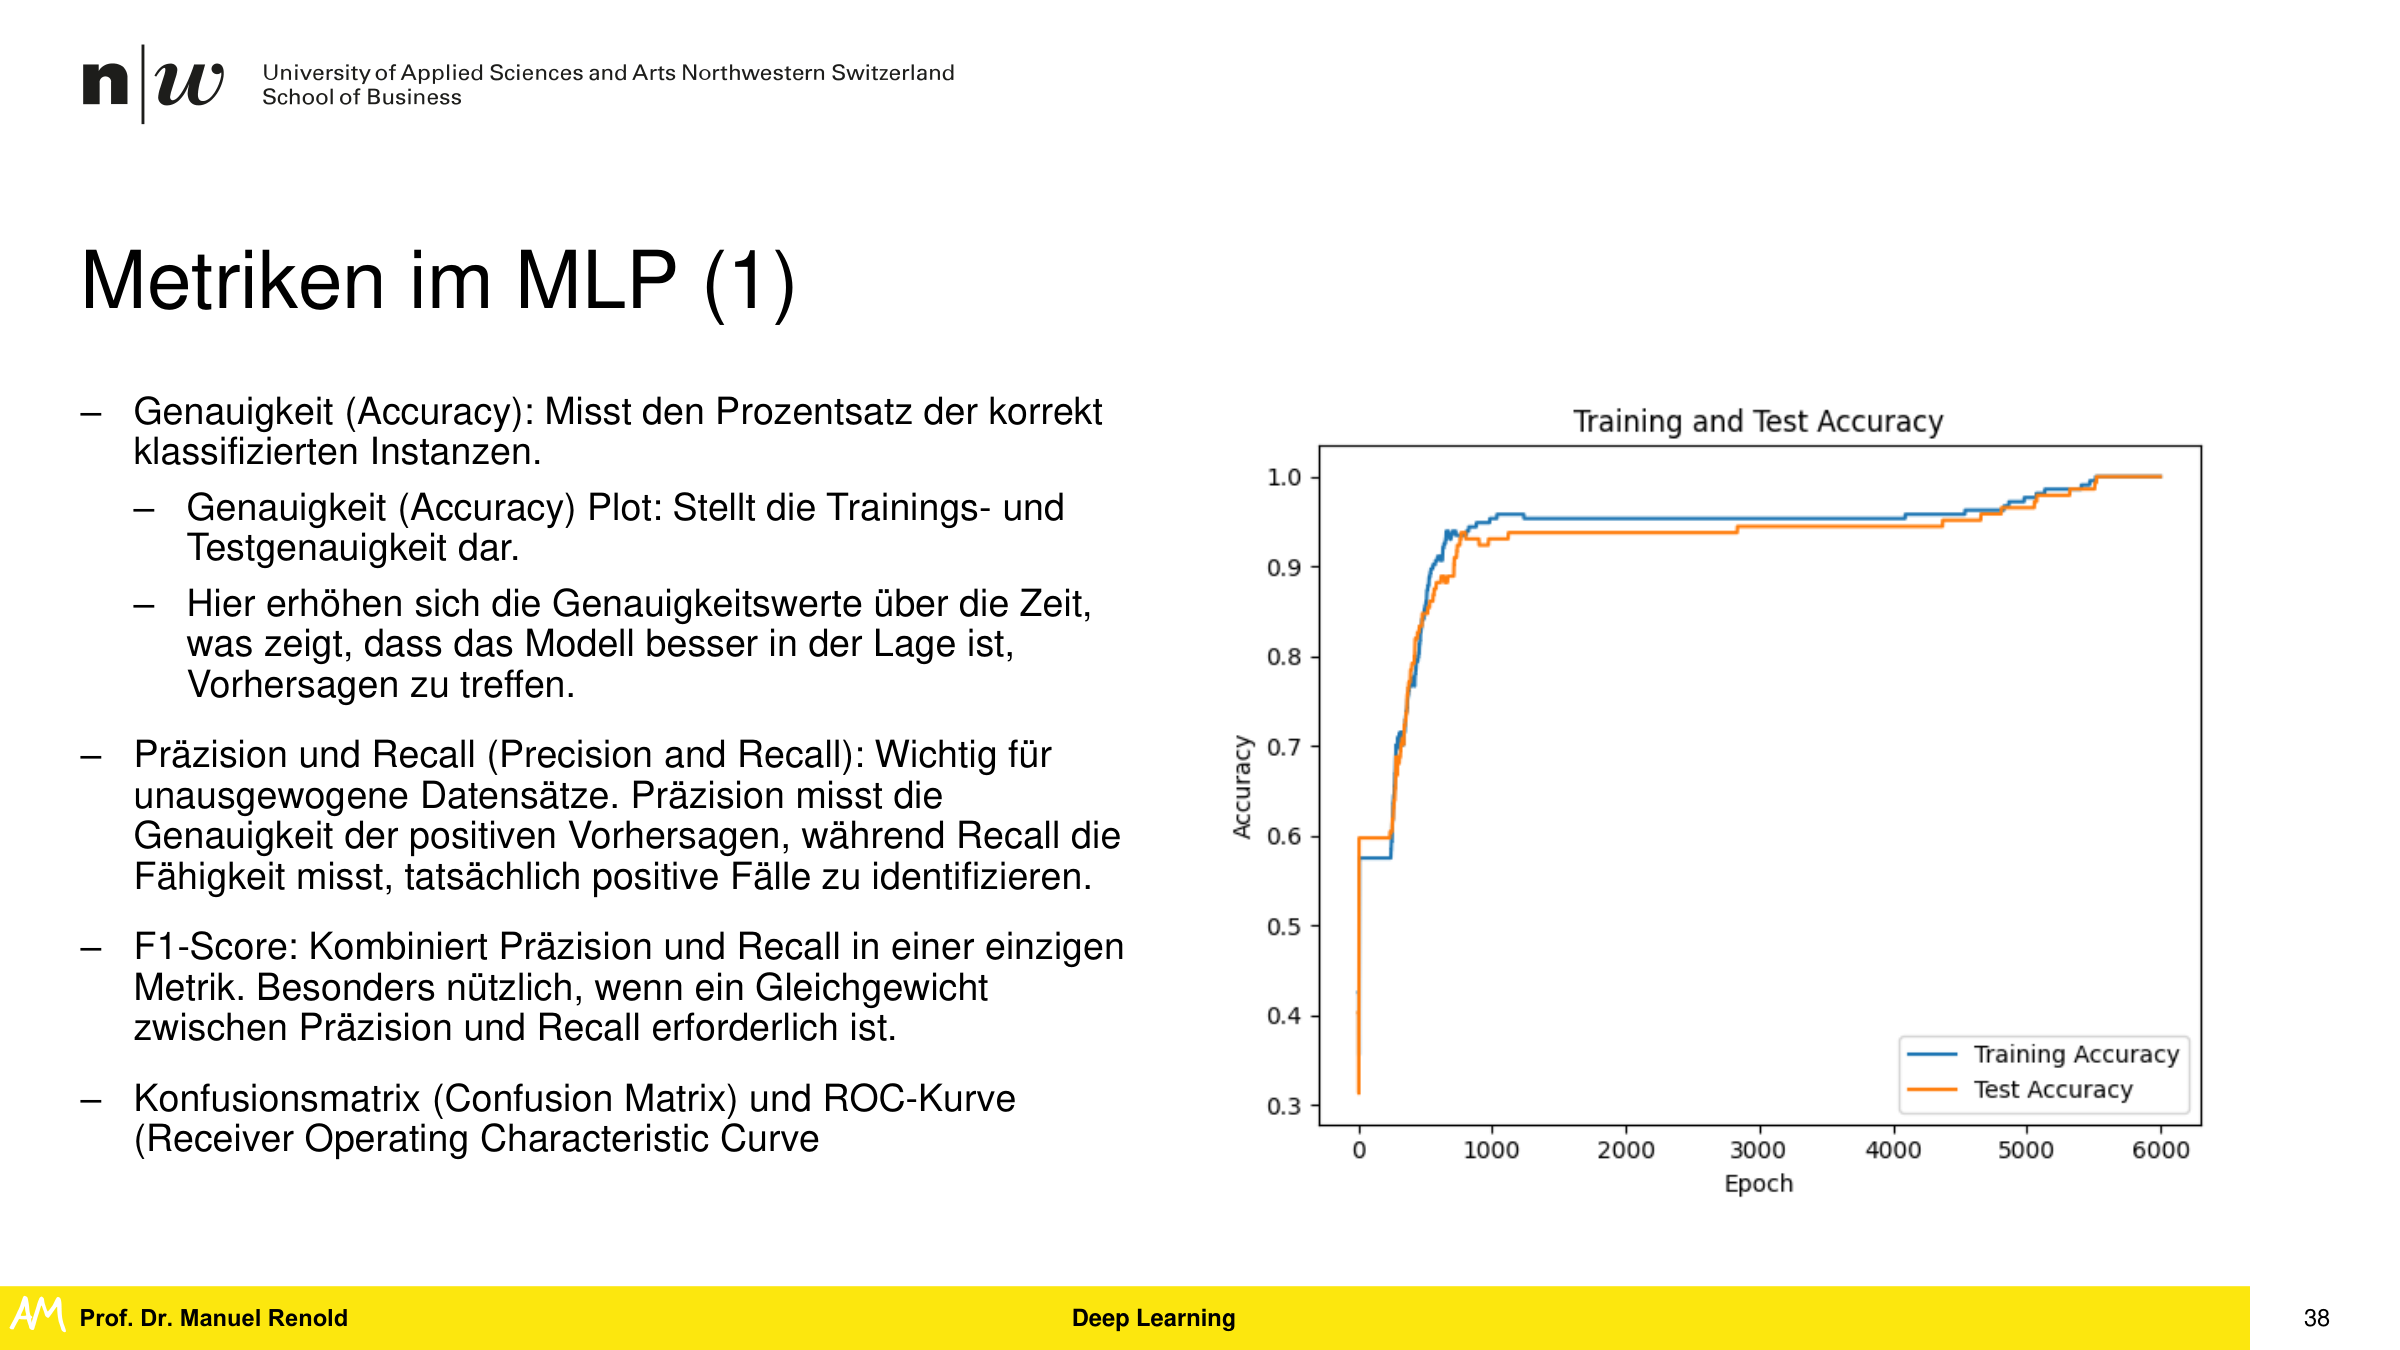 n|w University of Applied Sciences and Arts Northwestern Switzerland
School of Business
Metriken im MLP (1)
– Genauigkeit (Accuracy): Misst den Prozentsatz der korrekt
klassifizierten Instanzen.
– Genauigkeit (Accuracy) Plot: Stellt die Trainings- und
Testgenauigkeit dar.
– Hier erhöhen sich die Genauigkeitswerte über die Zeit,
was zeigt, dass das Modell besser in der Lage ist,
Vorhersagen zu treffen.
– Präzision und Recall (Precision and Recall): Wichtig für
unausgewogene Datensätze. Präzision misst die
Genauigkeit der positiven Vorhersagen, während Recall die
Fähigkeit misst, tatsächlich positive Fälle zu identifizieren.
– F1-Score: Kombiniert Präzision und Recall in einer einzigen
Metrik. Besonders nützlich, wenn ein Gleichgewicht
zwischen Präzision und Recall erforderlich ist.
– Konfusionsmatrix (Confusion Matrix) und ROC-Kurve
(Receiver Operating Characteristic Curve
Training and Test Accuracy
Accuracy
1.0
0.9
0.8
0.7
0.6
0.5
0.4
0.3
Training Accuracy
Test Accuracy
0 1000 2000 3000 4000 5000 6000
Epoch
AM Prof. Dr. Manuel Renold Deep Learning 38